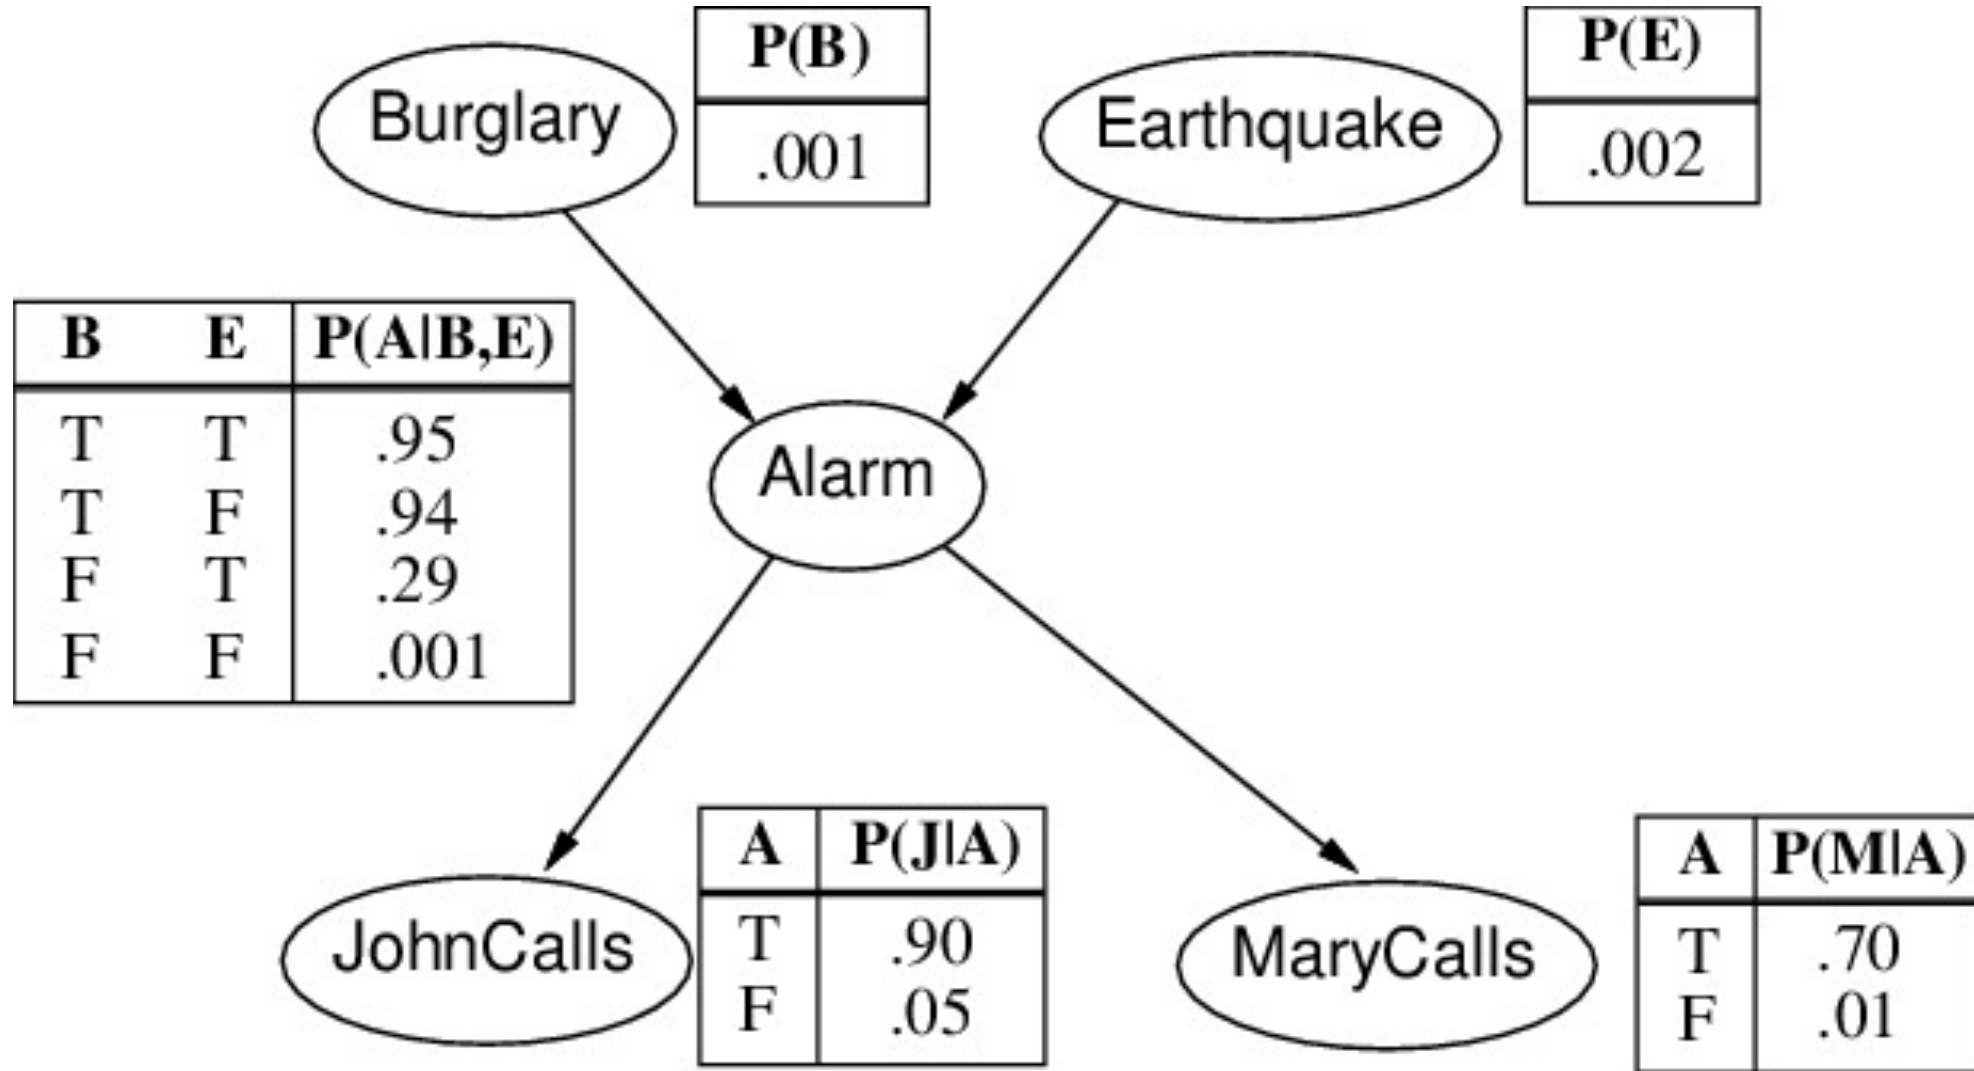 P(B)
.001
Burglary
P(E)
.002
Earthquake
B E P(A|B,E)
T T .95
T F .94
F T .29
F F .001
Alarm
JohnCalls
A P(J|A)
T .90
F .05
MaryCalls
A P(M|A)
T .70
F .01